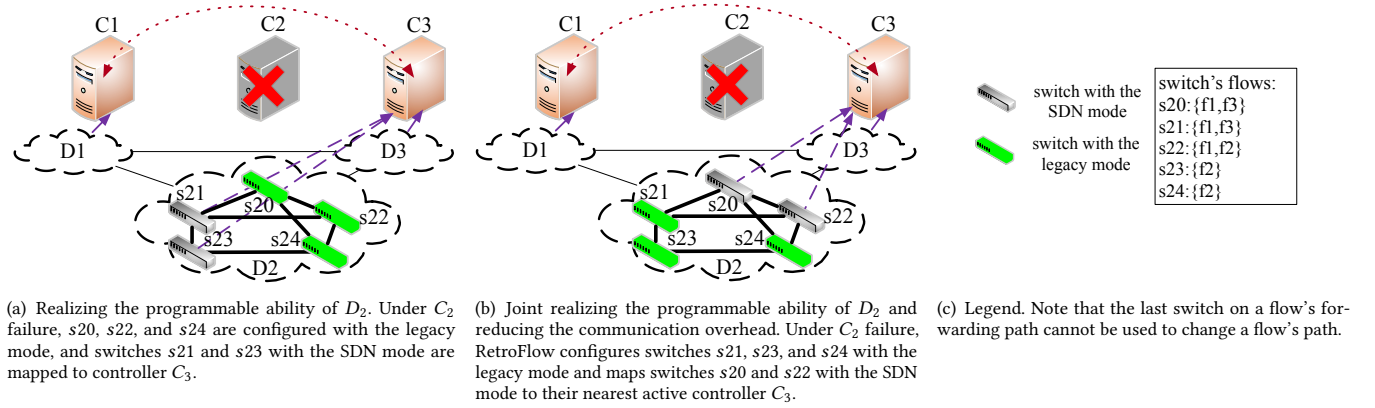 C1
C2
C3
D1
D3
s21
s20
s22
s23
s24
D2
C1
C2
C3
D1
D3
s21
s20
s22
s23
s24
D2
switch with the
SDN mode
switch with the
legacy mode
switch's flows:
s20:{f1,f3}
s21:{f1,f3}
s22:{f1,f2}
s23:{f2}
s24:{f2}
(a) Realizing the programmable ability of D₂. Under C₂
failure, s20, s22, and s24 are configured with the legacy
mode, and switches s21 and s23 with the SDN mode are
mapped to controller C₃.
(b) Joint realizing the programmable ability of D₂ and
reducing the communication overhead. Under C₂ failure,
RetroFlow configures switches s21, s23, and s24 with the
legacy mode and maps switches s20 and s22 with the SDN
mode to their nearest active controller C₃.
(c) Legend. Note that the last switch on a flow's for-
warding path cannot be used to change a flow's path.